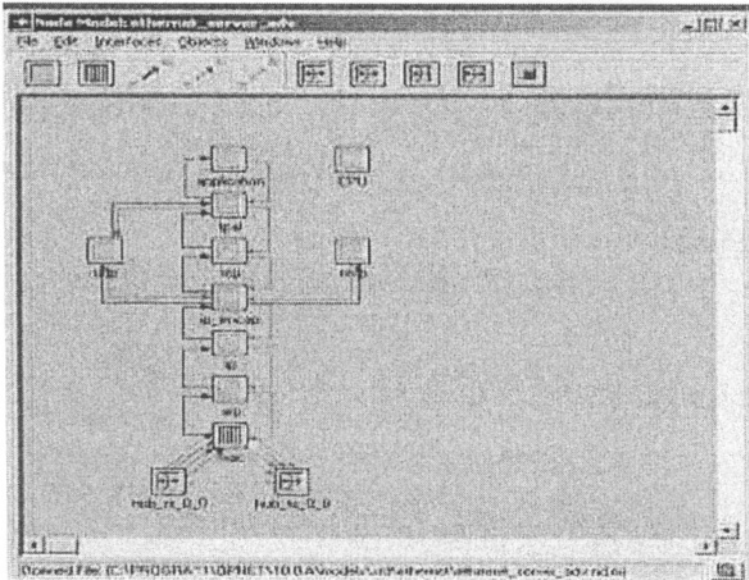 Node Model: ethernet_server_adv
File Edit Interfaces Objects Windows Help
application
CPU
tpal
udp
tcp
rsvp
ip_encap
ip
arp
mac
hub_rx_0_0
hub_tx_0_0